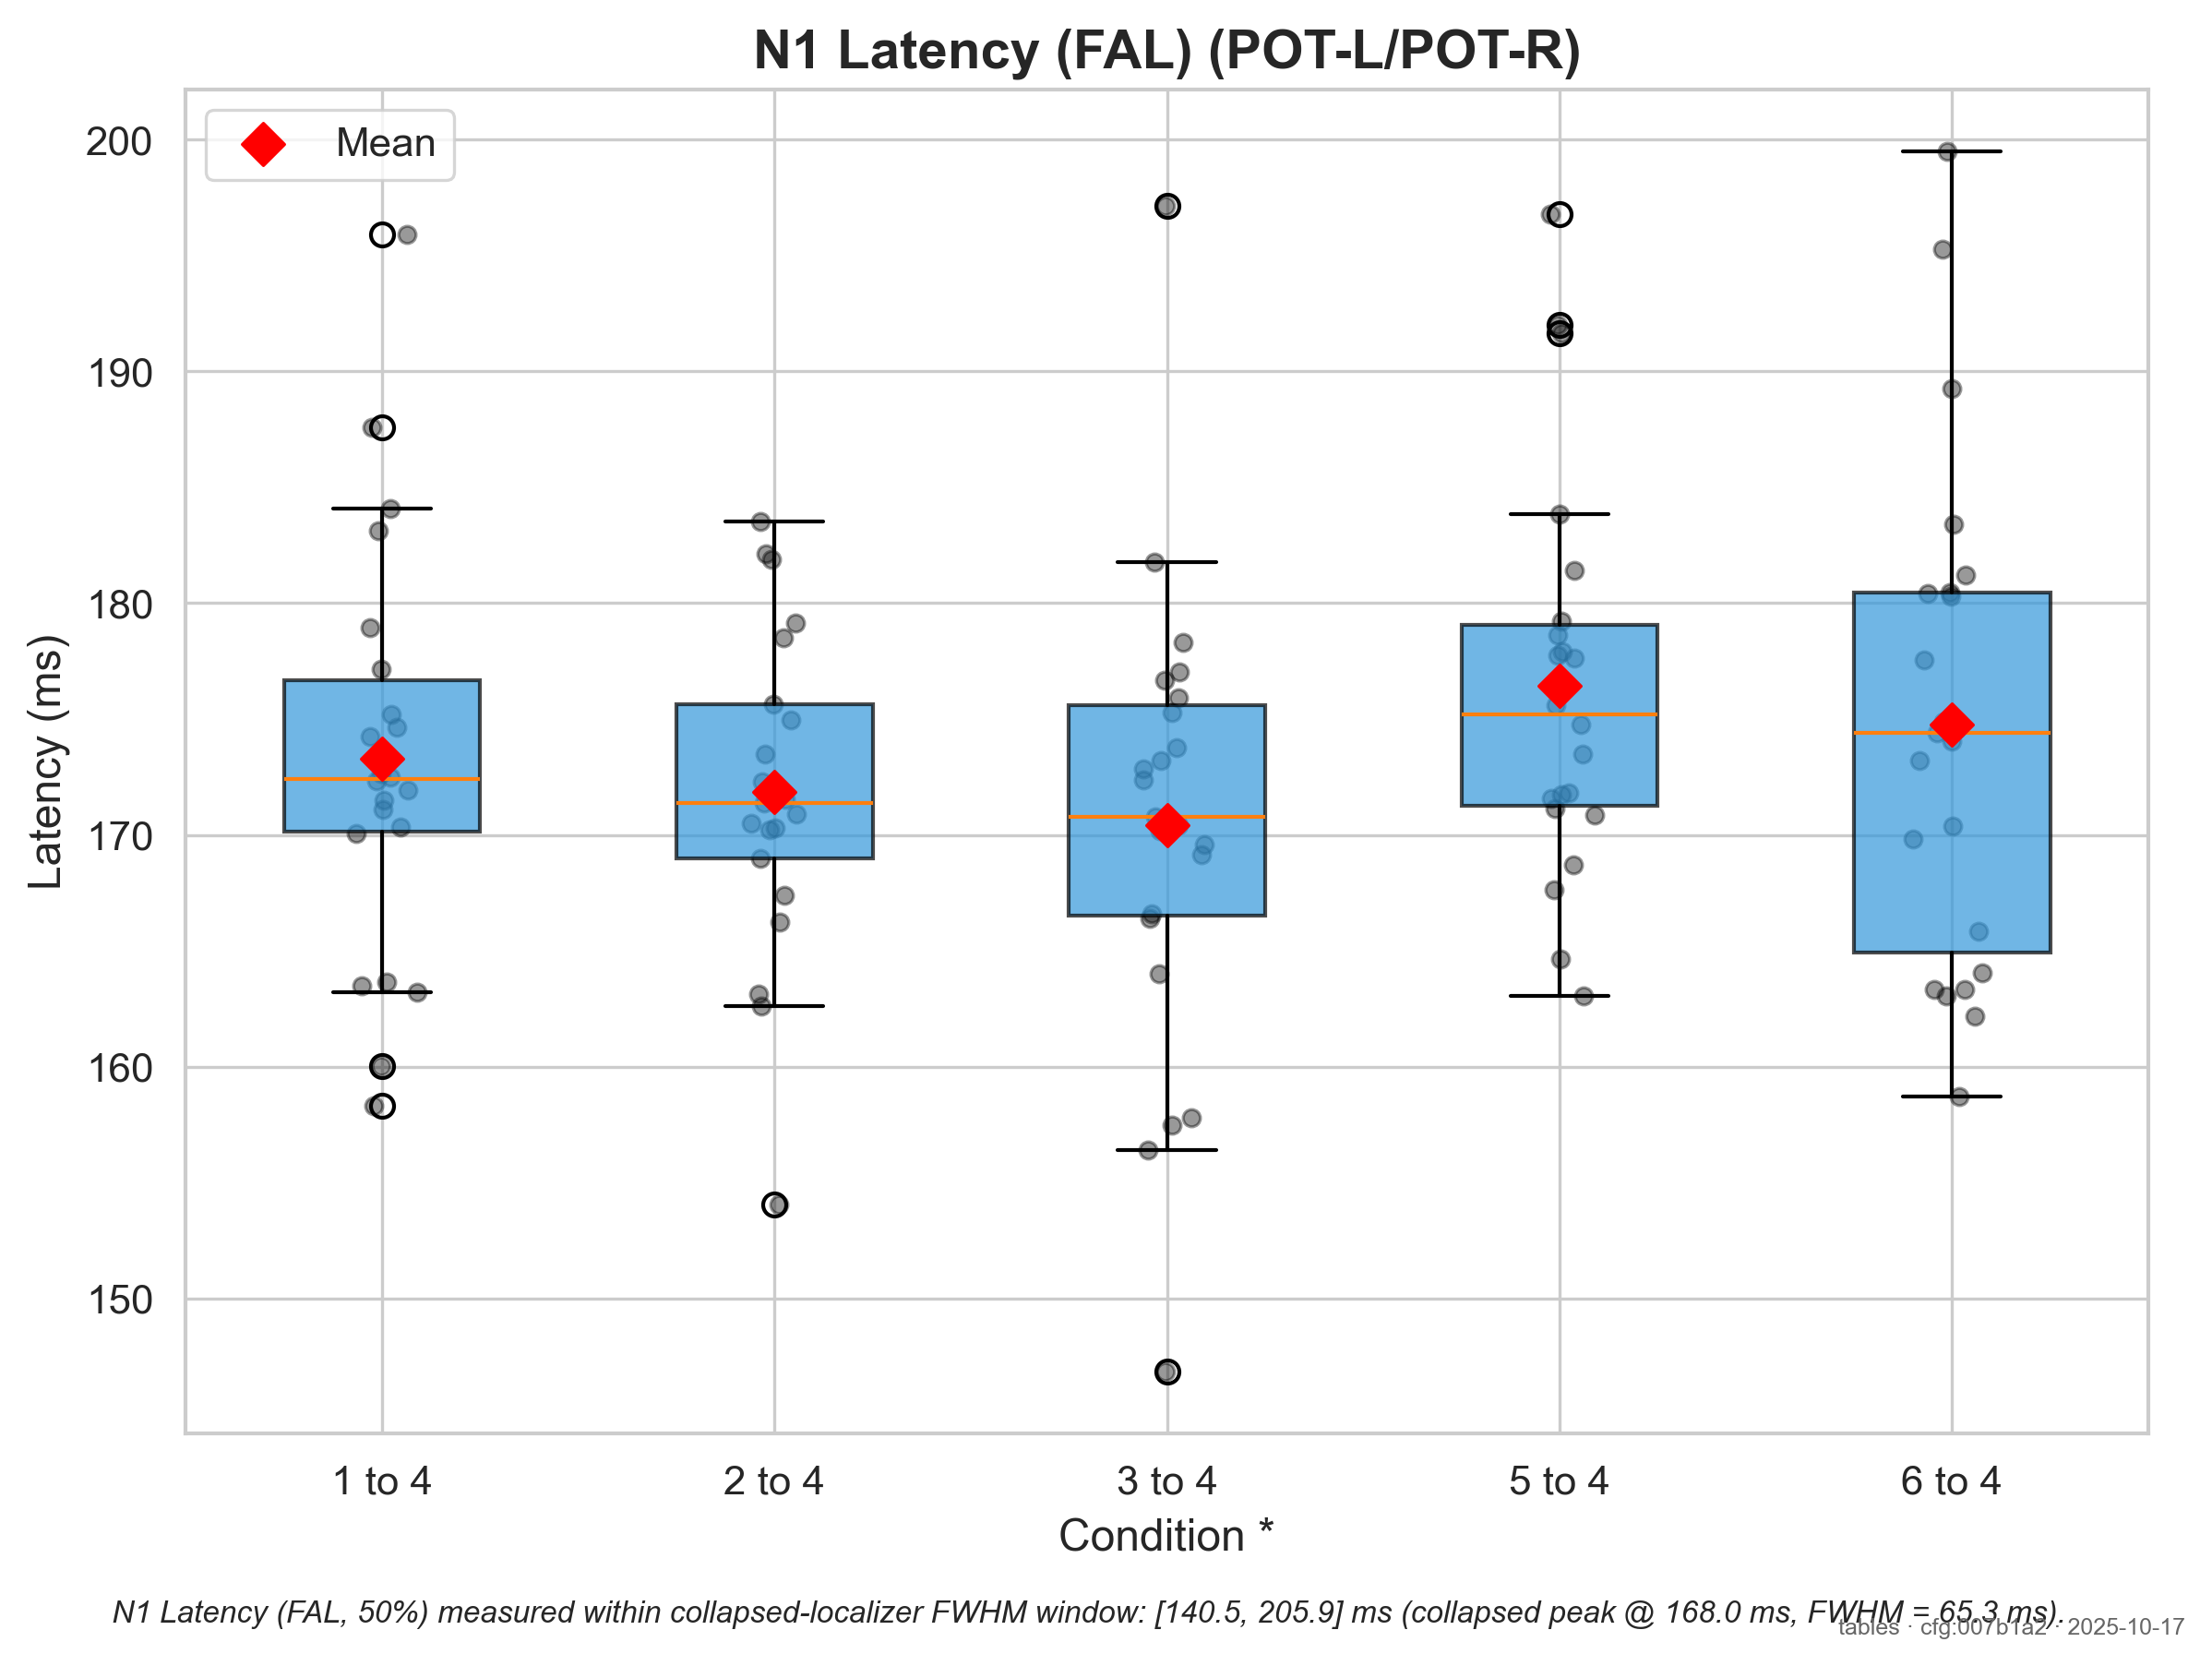 N1 Latency (FAL) (POT-L/POT-R)
Mean
200
190
180
170
160
150
Latency (ms)
1 to 4
2 to 4
3 to 4
5 to 4
6 to 4
Condition *
N1 Latency (FAL, 50%) measured within collapsed-localizer FWHM window: [140.5, 205.9] ms (collapsed peak @ 168.0 ms, FWHM = 65.3 ms).
tables · cfg:007b1a2 · 2025-10-17